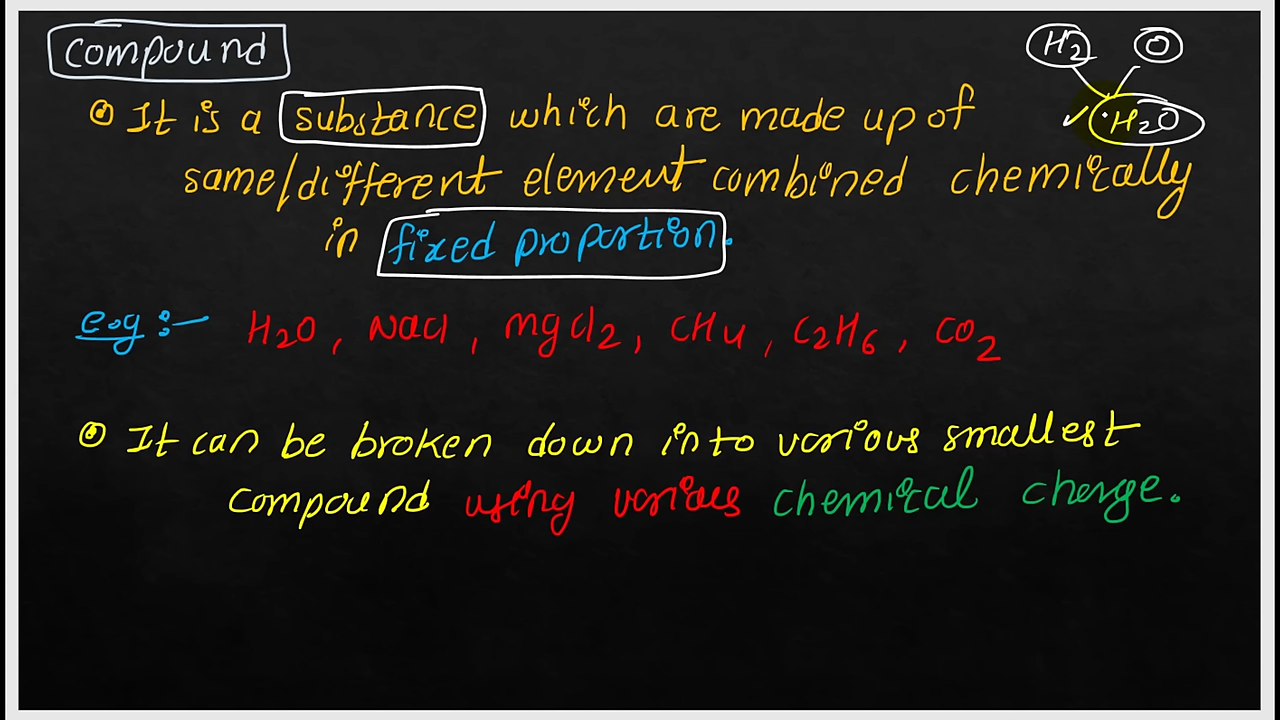 compound
H2 O
It is a substance which are made up of
H2O
same/different element combined chemically
in fixed proportion.
e.g :- H2O, NaCl, mgcl2, CH4, C2H6, CO2
It can be broken down into various smallest
compound using various chemical change.